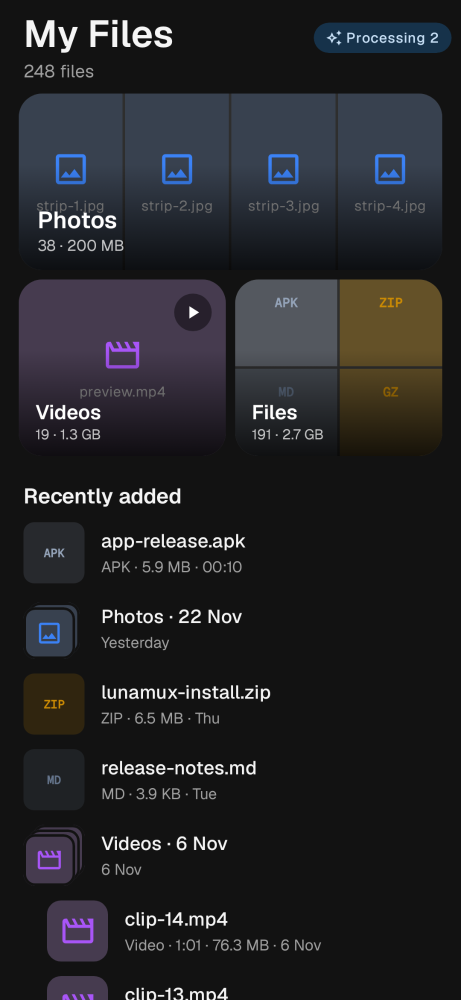 My Files
Processing 2
248 files
strip-1.jpg
strip-2.jpg
strip-3.jpg
strip-4.jpg
Photos
38 · 200 MB
preview.mp4
Videos
19 · 1.3 GB
APK
ZIP
MD
GZ
Files
191 · 2.7 GB
Recently added
APK
app-release.apk
APK · 5.9 MB · 00:10
Photos · 22 Nov
Yesterday
ZIP
lunamux-install.zip
ZIP · 6.5 MB · Thu
MD
release-notes.md
MD · 3.9 KB · Tue
Videos · 6 Nov
6 Nov
clip-14.mp4
Video · 1:01 · 76.3 MB · 6 Nov
clip-13.mp4